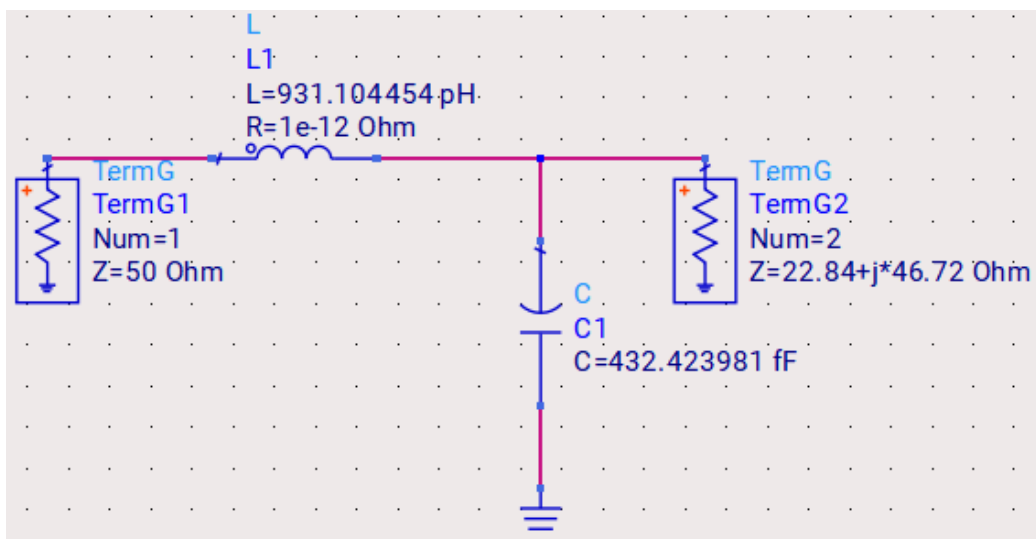 L
L1
L=931.104454 pH
R=1e-12 Ohm
TermG
TermG1
Num=1
Z=50 Ohm
TermG
TermG2
Num=2
Z=22.84+j*46.72 Ohm
C
C1
C=432.423981 fF